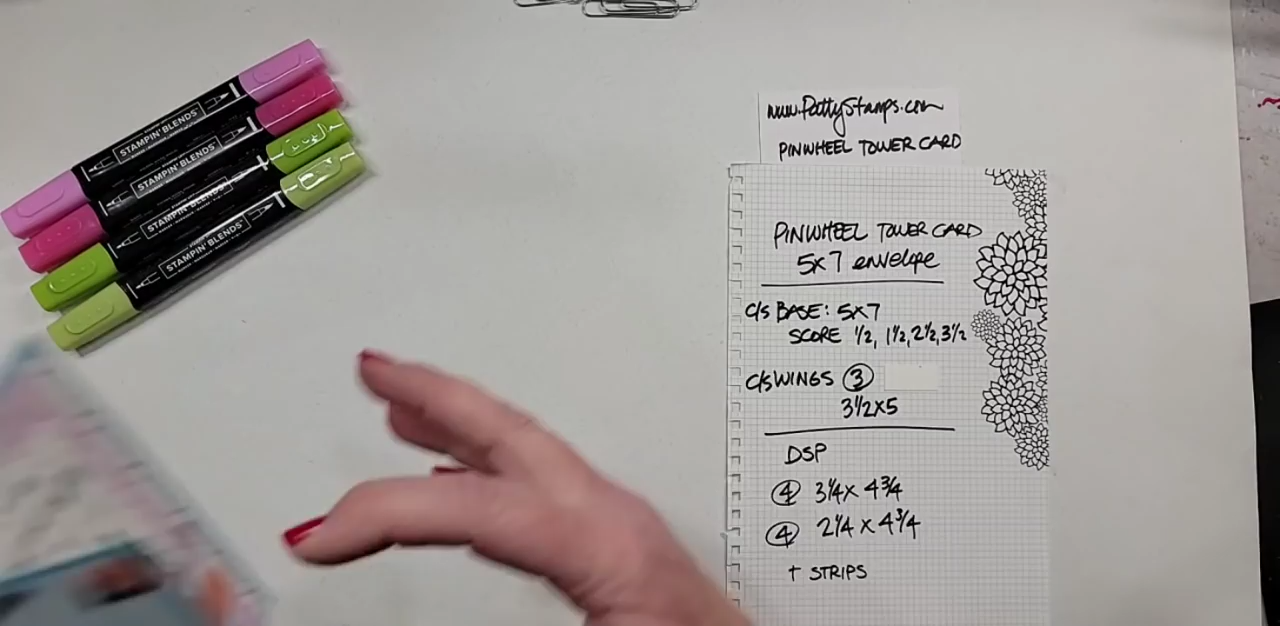 STAMPIN' BLENDS
STAMPIN' BLENDS
STAMPIN' BLENDS
STAMPIN' BLENDS
www.PattyStamps.com
PINWHEEL TOWER CARD
PINWHEEL TOWER CARD
5x7 envelope
C/S BASE: 5x7
SCORE 1/2, 1 1/2, 2 1/2, 3 1/2
C/S WINGS 3
3 1/2 x 5
DSP
4 3 1/4 x 4 3/4
4 2 1/4 x 4 3/4
+ STRIPS